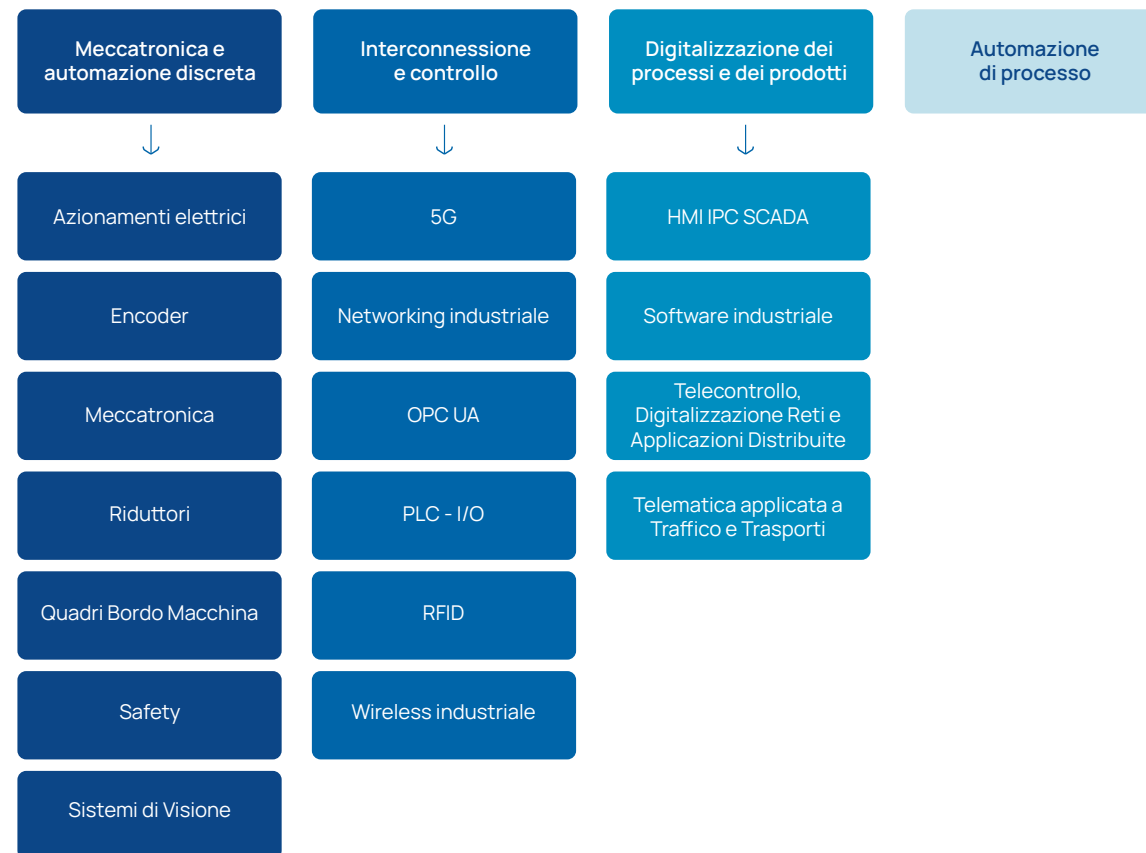 Meccatronica e
automazione discreta
Interconnessione
e controllo
Digitalizzazione dei
processi e dei prodotti
Automazione
di processo
Azionamenti elettrici
Encoder
Meccatronica
Riduttori
Quadri Bordo Macchina
Safety
Sistemi di Visione
5G
Networking industriale
OPC UA
PLC - I/O
RFID
Wireless industriale
HMI IPC SCADA
Software industriale
Telecontrollo,
Digitalizzazione Reti e
Applicazioni Distribuite
Telematica applicata a
Traffico e Trasporti